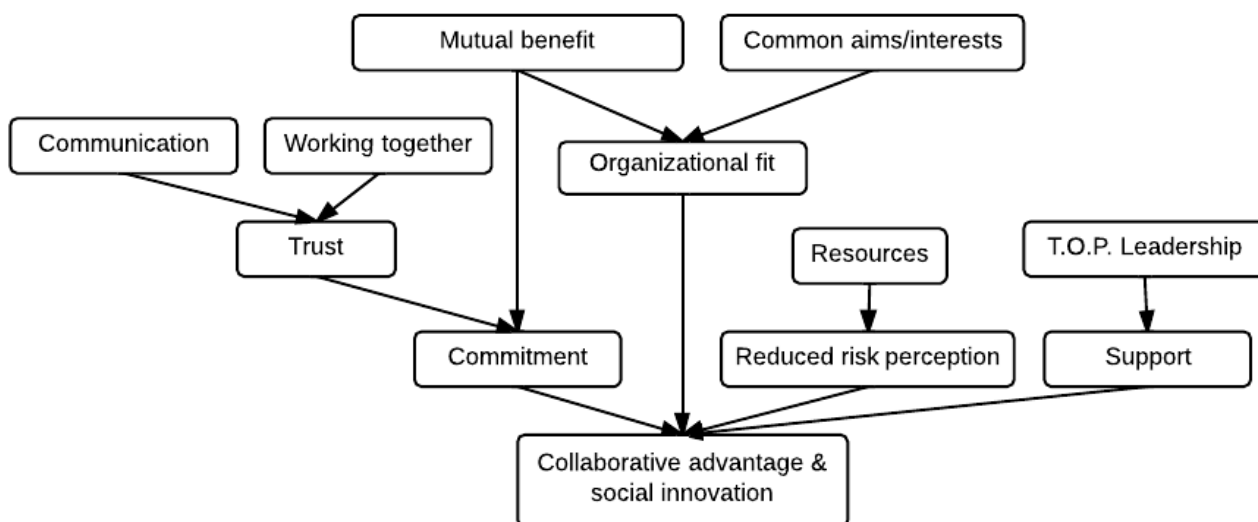 Mutual benefit
Common aims/interests
Communication
Working together
Organizational fit
Trust
Resources
T.O.P. Leadership
Commitment
Reduced risk perception
Support
Collaborative advantage &
social innovation